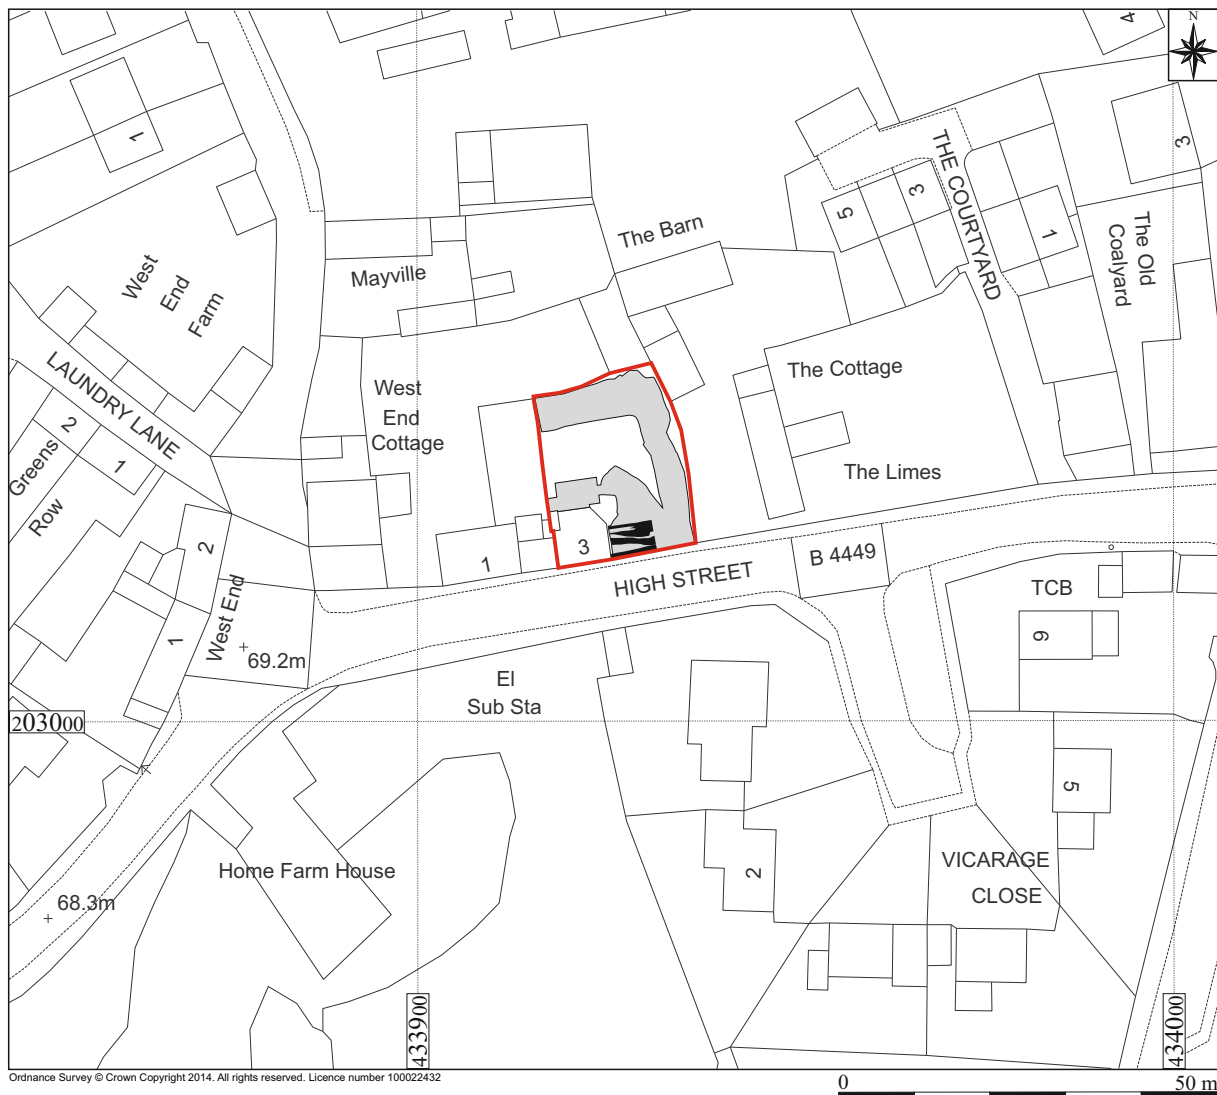 N
4
1
THE COURTYARD
3
3
5
1
The Old
Coalyard
The Barn
West
End
Farm
Mayville
LAUNDRY LANE
West
End
Cottage
The Cottage
The Limes
2
1
Greens
Row
2
1
West End
69.2m
1
3
HIGH STREET
B 4449
TCB
6
El
Sub Sta
203000
5
2
Home Farm House
VICARAGE
CLOSE
68.3m
433900
434000
Ordnance Survey © Crown Copyright 2014. All rights reserved. Licence number 100022432
0
50 m